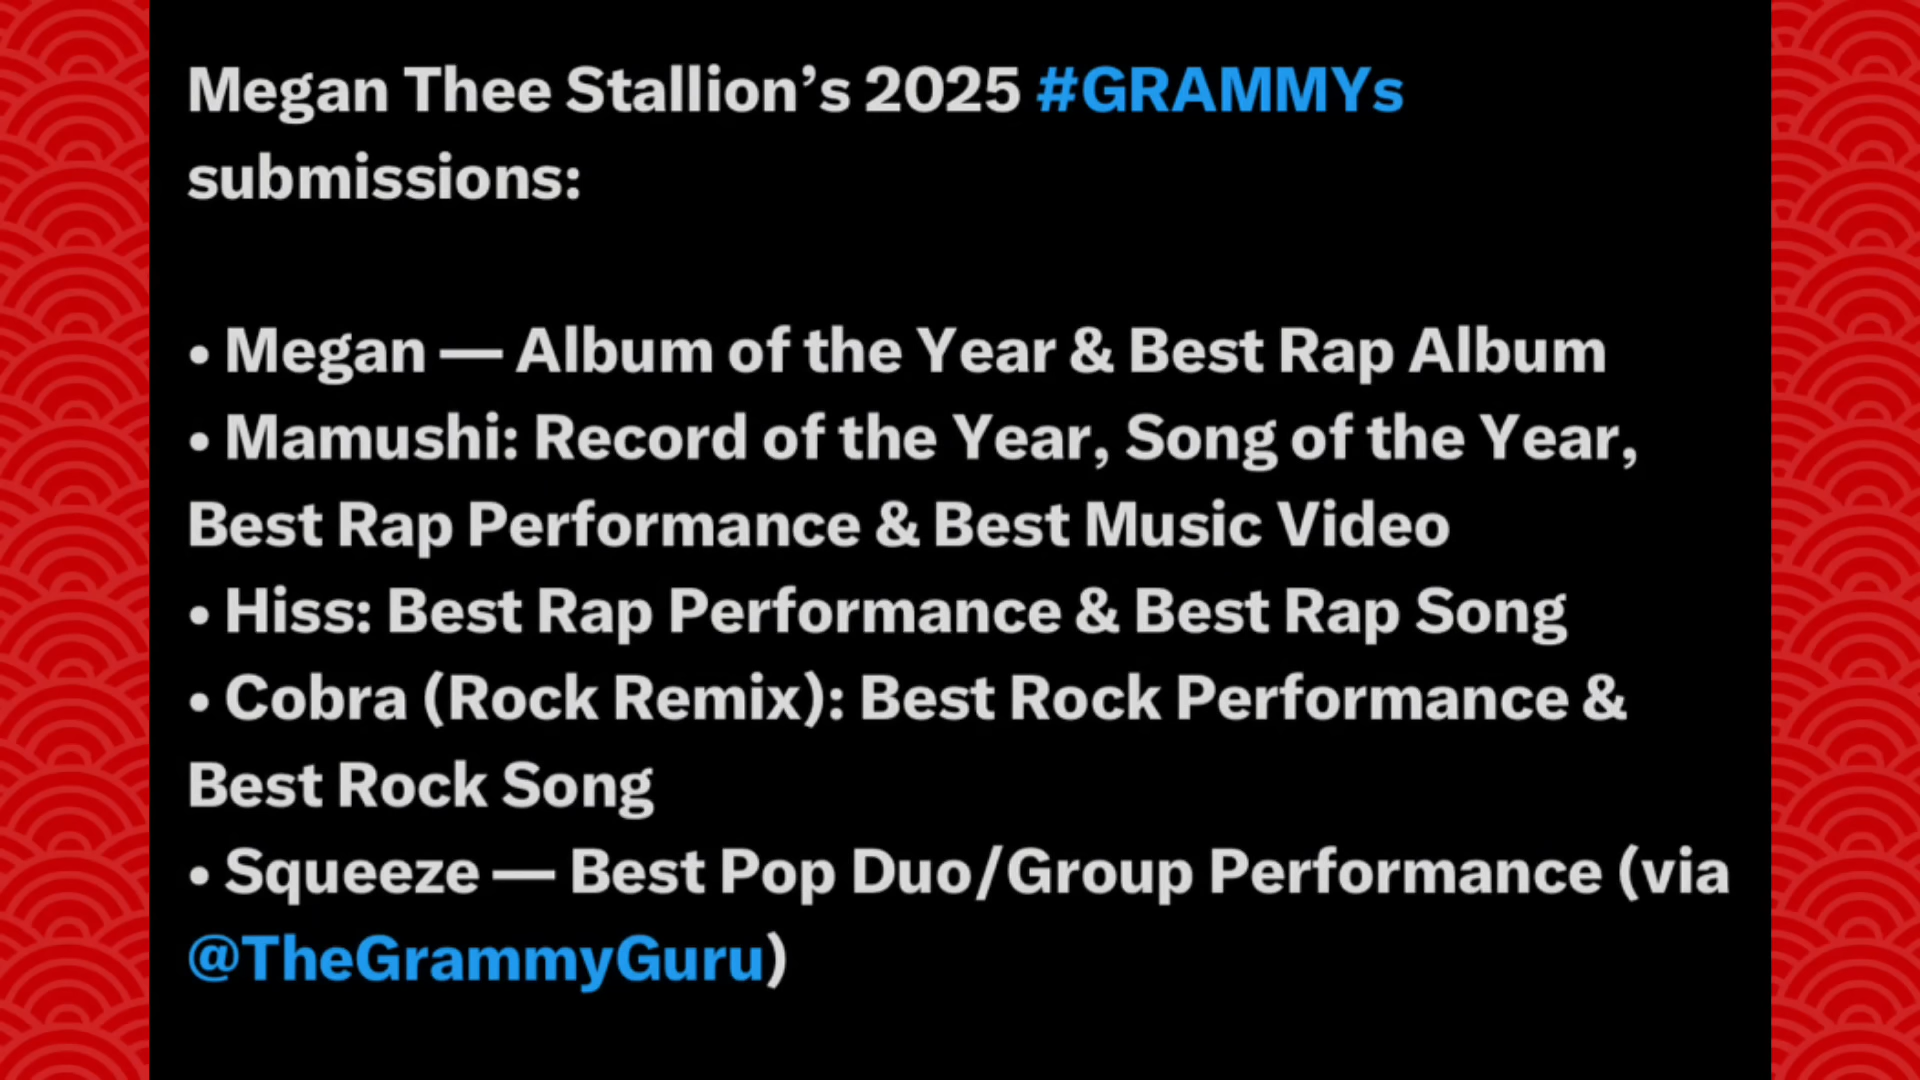 Megan Thee Stallion’s 2025 #GRAMMYs
submissions:
• Megan — Album of the Year & Best Rap Album
• Mamushi: Record of the Year, Song of the Year,
Best Rap Performance & Best Music Video
• Hiss: Best Rap Performance & Best Rap Song
• Cobra (Rock Remix): Best Rock Performance &
Best Rock Song
• Squeeze — Best Pop Duo/Group Performance (via
@TheGrammyGuru)